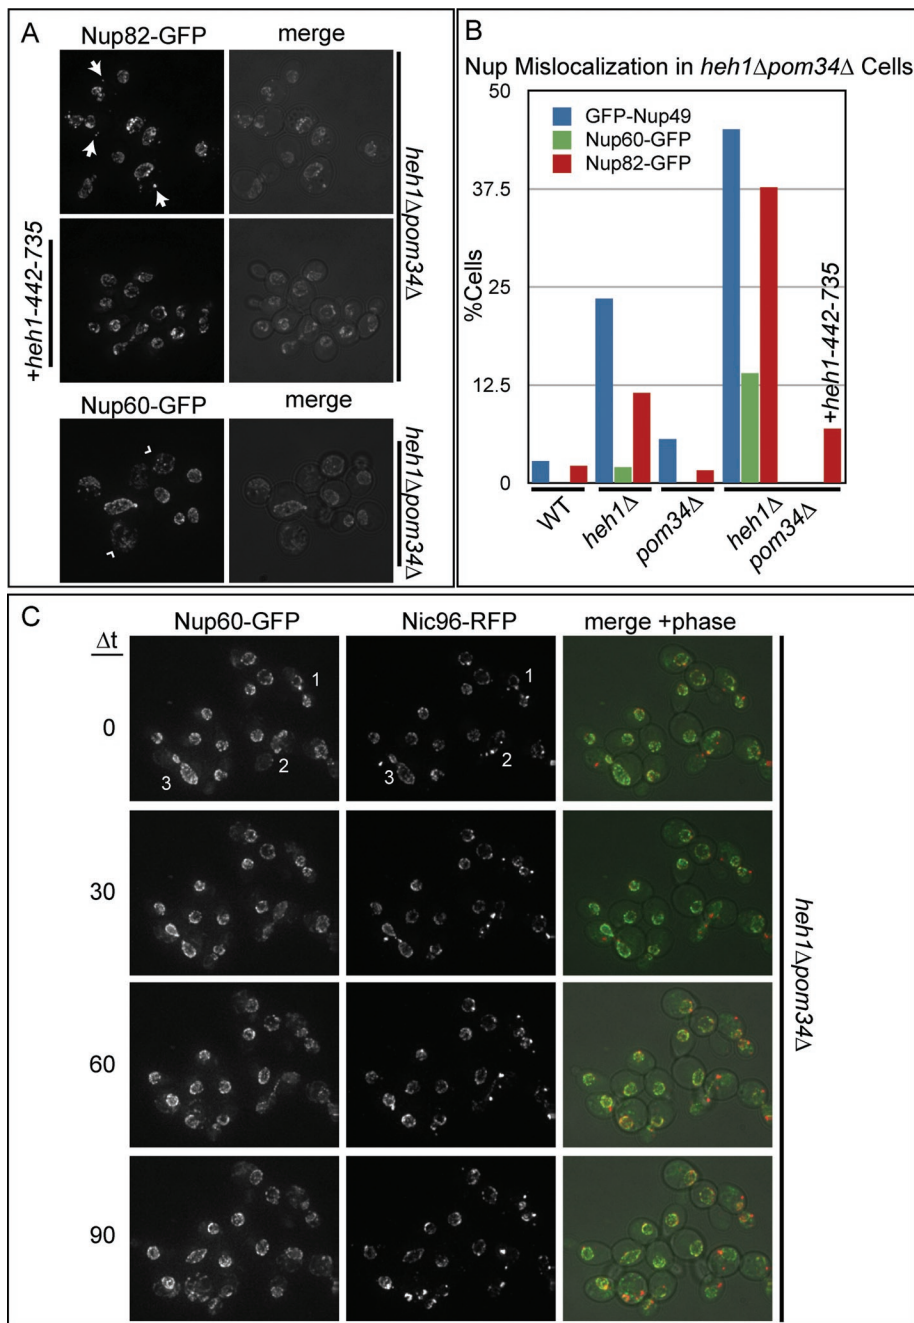 A
Nup82-GFP
merge
+heh1-442-735
heh1Δpom34Δ
Nup60-GFP
merge
heh1Δpom34Δ
B
Nup Mislocalization in heh1Δpom34Δ Cells
50
37.5
25
12.5
0
%Cells
GFP-Nup49
Nup60-GFP
Nup82-GFP
+heh1-442-735
WT
heh1Δ
pom34Δ
heh1Δ
pom34Δ
C
Nup60-GFP
Nic96-RFP
merge +phase
Δt
0
1
2
3
1
2
3
30
60
90
heh1Δpom34Δ